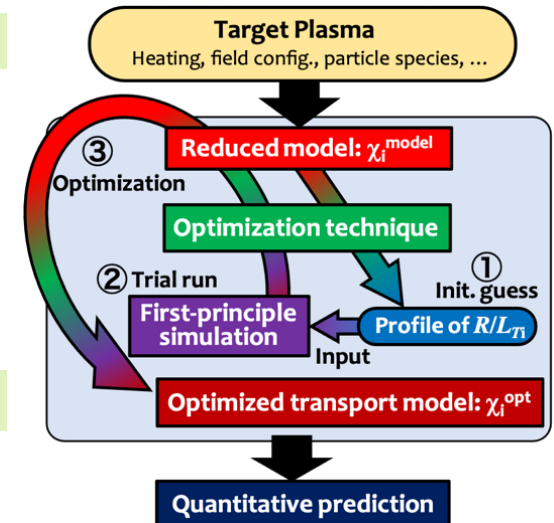 Target Plasma
Heating, field config., particle species, ...
③
Optimization
Reduced model: χᵢᵐᵒᵈᵉˡ
Optimization technique
①
Init. guess
② Trial run
First-principle
simulation
Profile of R/L_Ti
Input
Optimized transport model: χᵢᵒᵖᵗ
Quantitative prediction